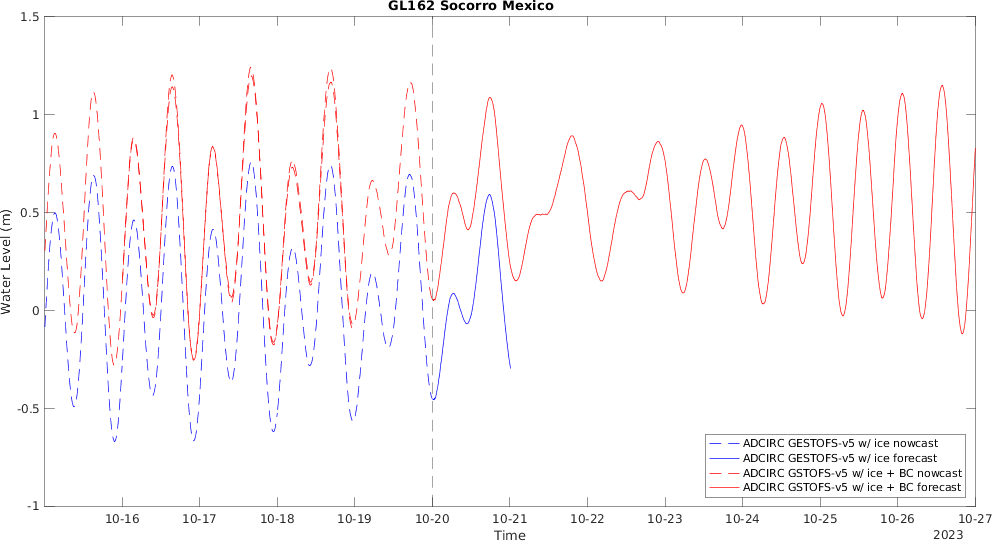 GL162 Socorro Mexico
1.5
1
0.5
0
-0.5
-1
Water Level (m)
10-16 10-17 10-18 10-19 10-20 10-21 10-22 10-23 10-24 10-25 10-26 10-27
Time
2023
ADCIRC GESTOFS-v5 w/ ice nowcast
ADCIRC GESTOFS-v5 w/ ice forecast
ADCIRC GSTOFS-v5 w/ ice + BC nowcast
ADCIRC GSTOFS-v5 w/ ice + BC forecast